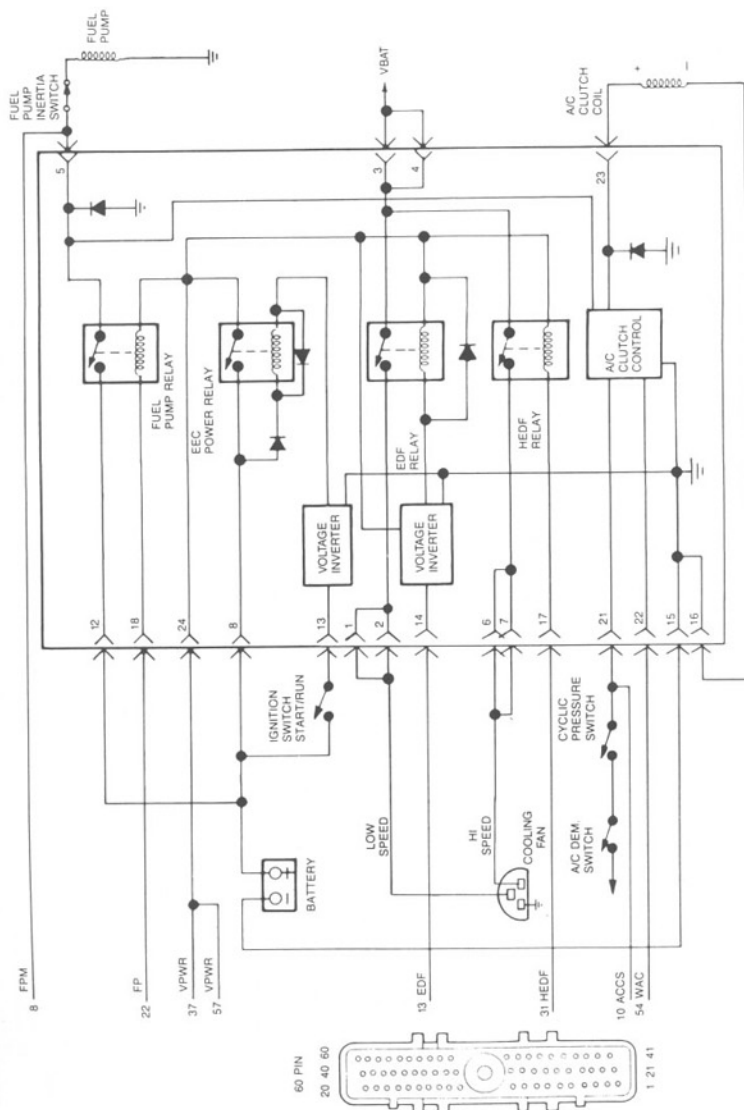 FUEL
PUMP
FUEL
PUMP
INERTIA
SWITCH
VBAT
A/C
CLUTCH
COIL
+
−
5
3
4
23
FUEL
PUMP RELAY
EEC
POWER RELAY
EDF
RELAY
HEDF
RELAY
A/C
CLUTCH
CONTROL
VOLTAGE
INVERTER
VOLTAGE
INVERTER
12
18
24
8
13
1
2
14
6
7
17
21
22
15
16
IGNITION
SWITCH
START/RUN
BATTERY
−
+
LOW
SPEED
HI
SPEED
COOLING
FAN
CYCLIC
PRESSURE
SWITCH
A/C DEM.
SWITCH
8 FPM
22 FP
37 VPWR
57 VPWR
13 EDF
31 HEDF
10 ACCS
54 WAC
60 PIN
20 40 60
1 21 41